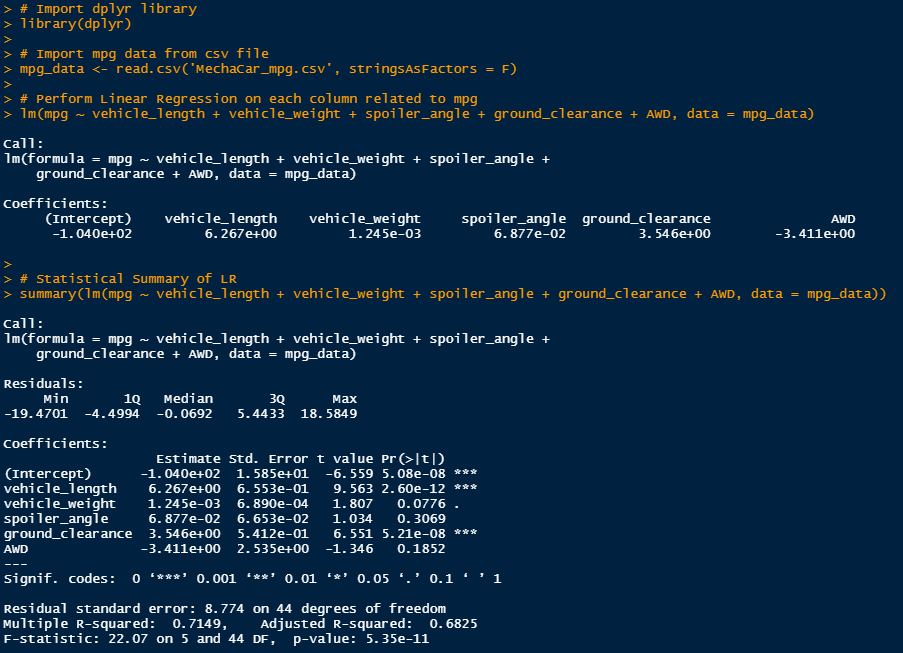 > # Import dplyr library
> library(dplyr)
>
> # Import mpg data from csv file
> mpg_data <- read.csv('MechaCar_mpg.csv', stringsAsFactors = F)
>
> # Perform Linear Regression on each column related to mpg
> lm(mpg ~ vehicle_length + vehicle_weight + spoiler_angle + ground_clearance + AWD, data = mpg_data)

Call:
lm(formula = mpg ~ vehicle_length + vehicle_weight + spoiler_angle +
    ground_clearance + AWD, data = mpg_data)

Coefficients:
     (Intercept)    vehicle_length    vehicle_weight     spoiler_angle  ground_clearance               AWD
      -1.040e+02         6.267e+00         1.245e-03         6.877e-02         3.546e+00        -3.411e+00

>
> # Statistical Summary of LR
> summary(lm(mpg ~ vehicle_length + vehicle_weight + spoiler_angle + ground_clearance + AWD, data = mpg_data))

Call:
lm(formula = mpg ~ vehicle_length + vehicle_weight + spoiler_angle +
    ground_clearance + AWD, data = mpg_data)

Residuals:
     Min       1Q   Median       3Q      Max
-19.4701  -4.4994  -0.0692   5.4433  18.5849

Coefficients:
                   Estimate Std. Error t value Pr(>|t|)
(Intercept)      -1.040e+02  1.585e+01  -6.559 5.08e-08 ***
vehicle_length    6.267e+00  6.553e-01   9.563 2.60e-12 ***
vehicle_weight    1.245e-03  6.890e-04   1.807   0.0776 .
spoiler_angle     6.877e-02  6.653e-02   1.034   0.3069
ground_clearance  3.546e+00  5.412e-01   6.551 5.21e-08 ***
AWD              -3.411e+00  2.535e+00  -1.346   0.1852
---
Signif. codes:  0 ‘***’ 0.001 ‘**’ 0.01 ‘*’ 0.05 ‘.’ 0.1 ‘ ’ 1

Residual standard error: 8.774 on 44 degrees of freedom
Multiple R-squared:  0.7149,    Adjusted R-squared:  0.6825
F-statistic: 22.07 on 5 and 44 DF,  p-value: 5.35e-11